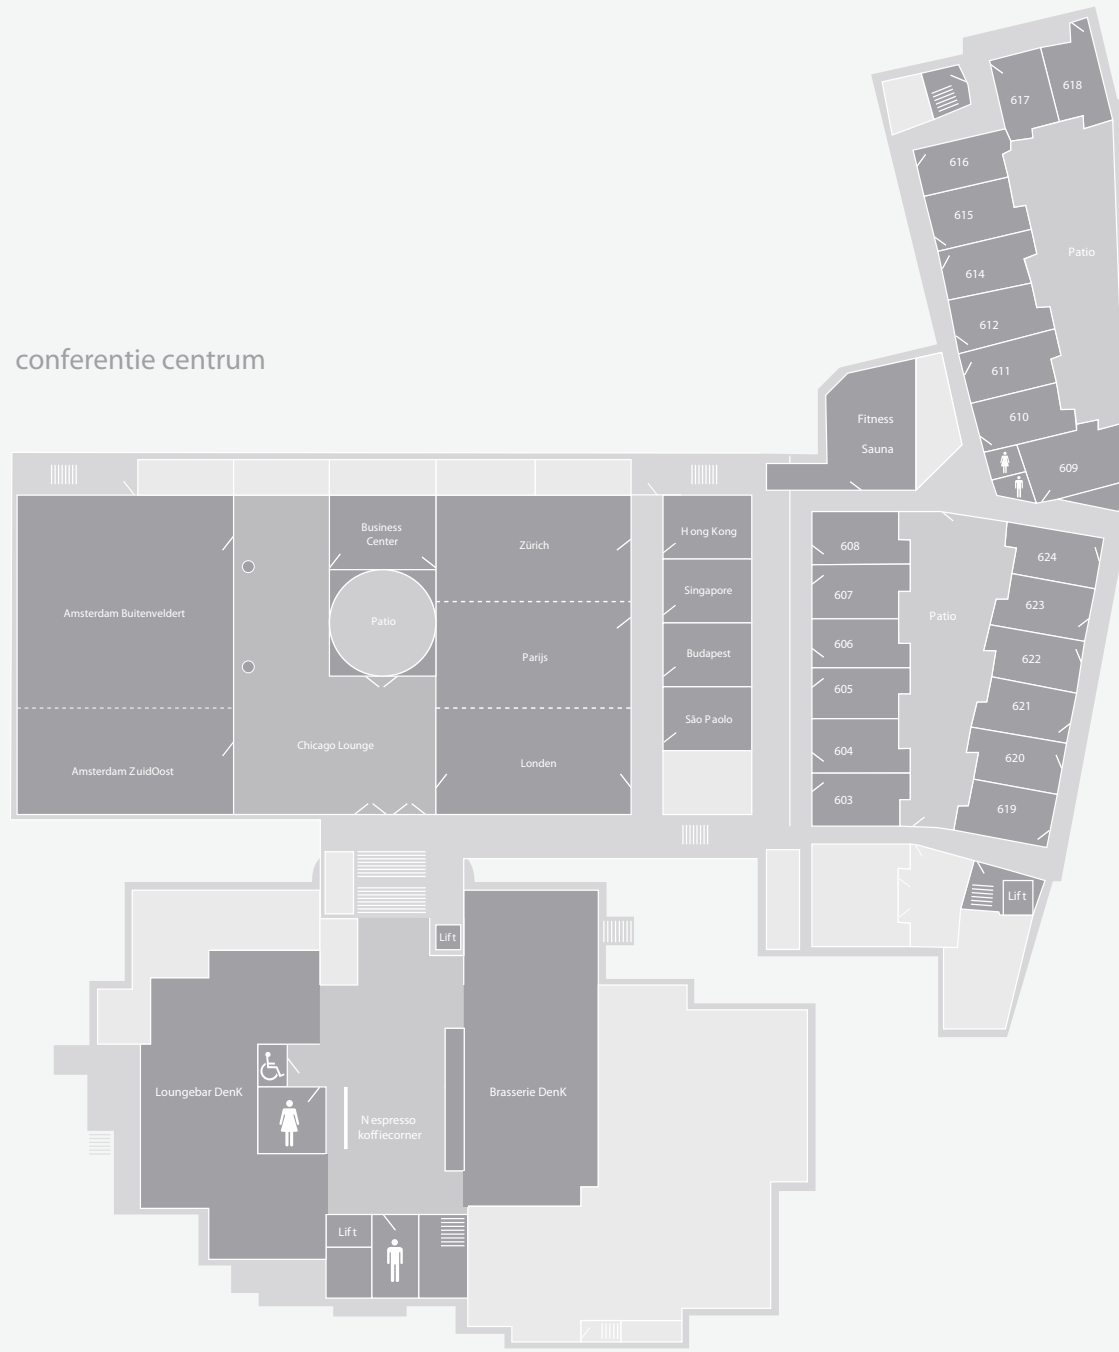 618
617
616
615
Patio
614
612
611
610
609
conferentie centrum
Fitness
Sauna
Business
Center
Zürich
Hong Kong
608
624
Amsterdam Buitenveldert
Patio
Singapore
607
623
Patio
Parijs
Budapest
606
622
605
621
Chicago Lounge
São Paolo
604
620
Amsterdam ZuidOost
Londen
603
619
Lift
Lift
Loungebar DenK
Brasserie DenK
Nespresso
koffiecorner
Lift